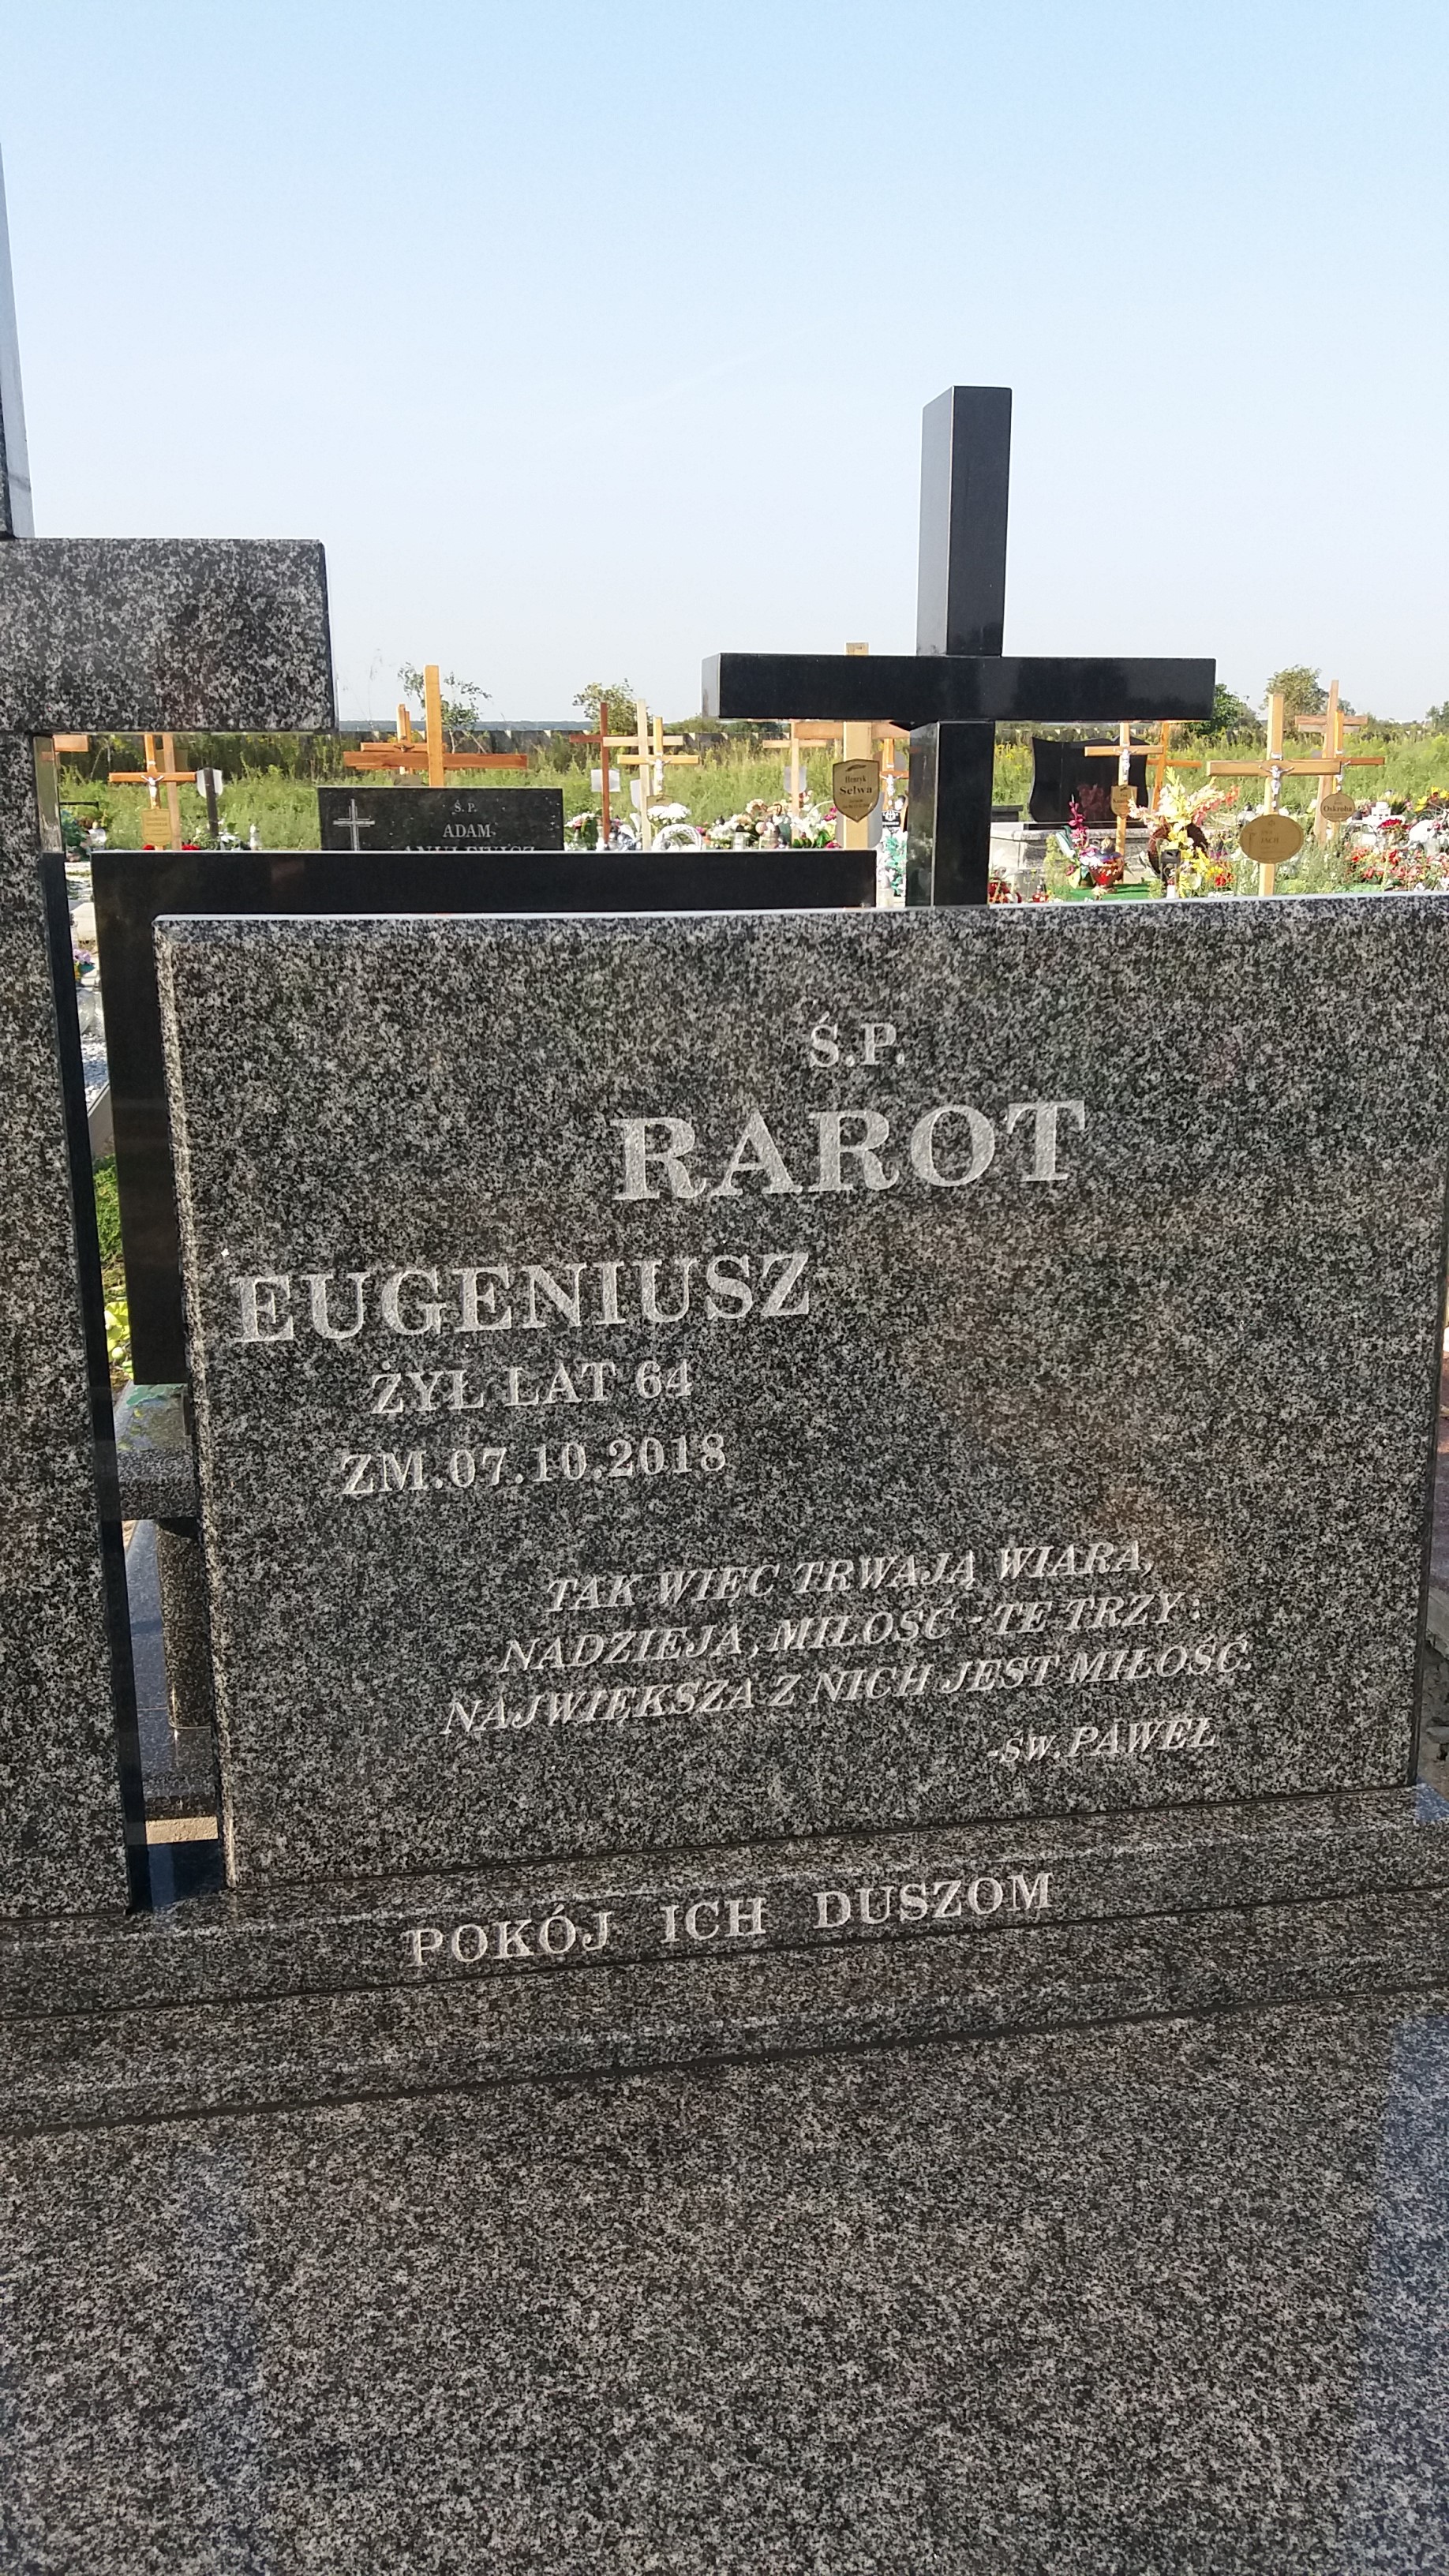 Ś. P.
ADAM
Henryk
Selwa
Ś.P.
RAROT
EUGENIUSZ
ŻYŁ LAT 64
ZM.07.10.2018
TAK WIĘC TRWAJĄ WIARA,
NADZIEJA, MIŁOŚĆ - TE TRZY:
NAJWIĘKSZA Z NICH JEST MIŁOŚĆ.
-ŚW. PAWEŁ
POKÓJ ICH DUSZOM